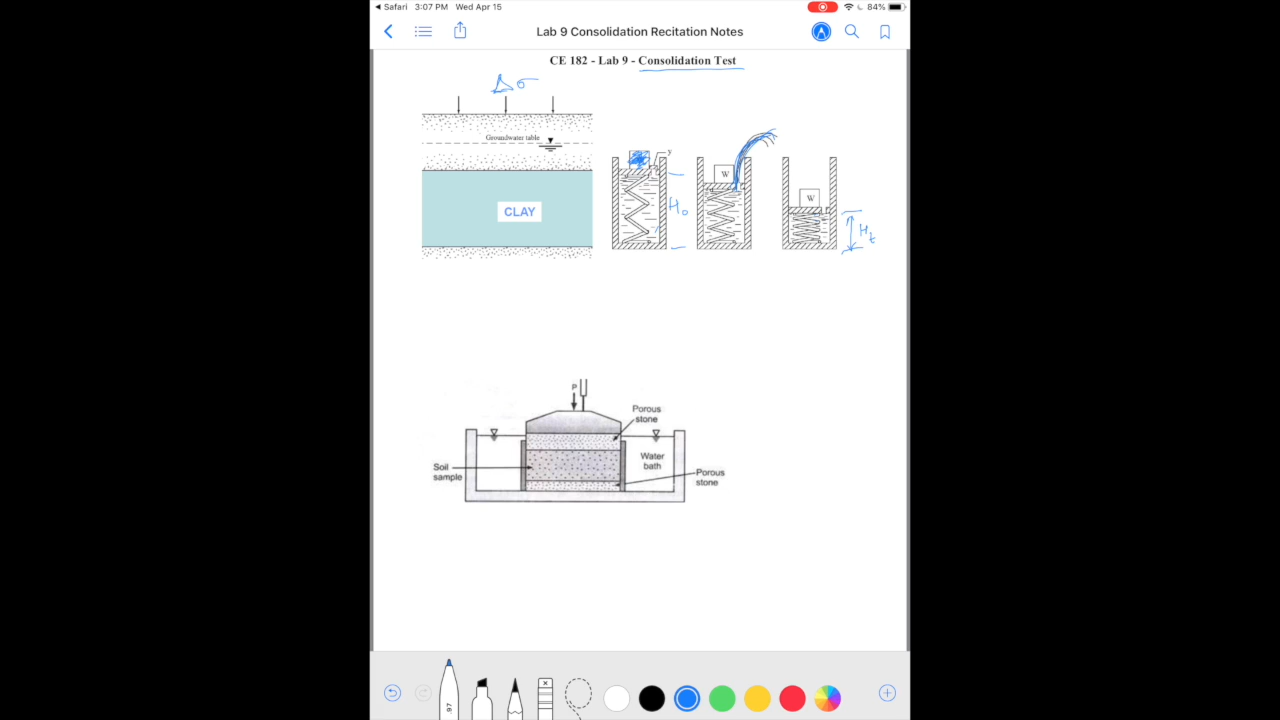 Safari 3:07 PM Wed Apr 15 84%
Lab 9 Consolidation Recitation Notes
CE 182 - Lab 9 - Consolidation Test
Δσ
Groundwater table
CLAY
y
H₀
W
W
Hₜ
P
Porous
stone
Soil
sample
Water
bath
Porous
stone
97